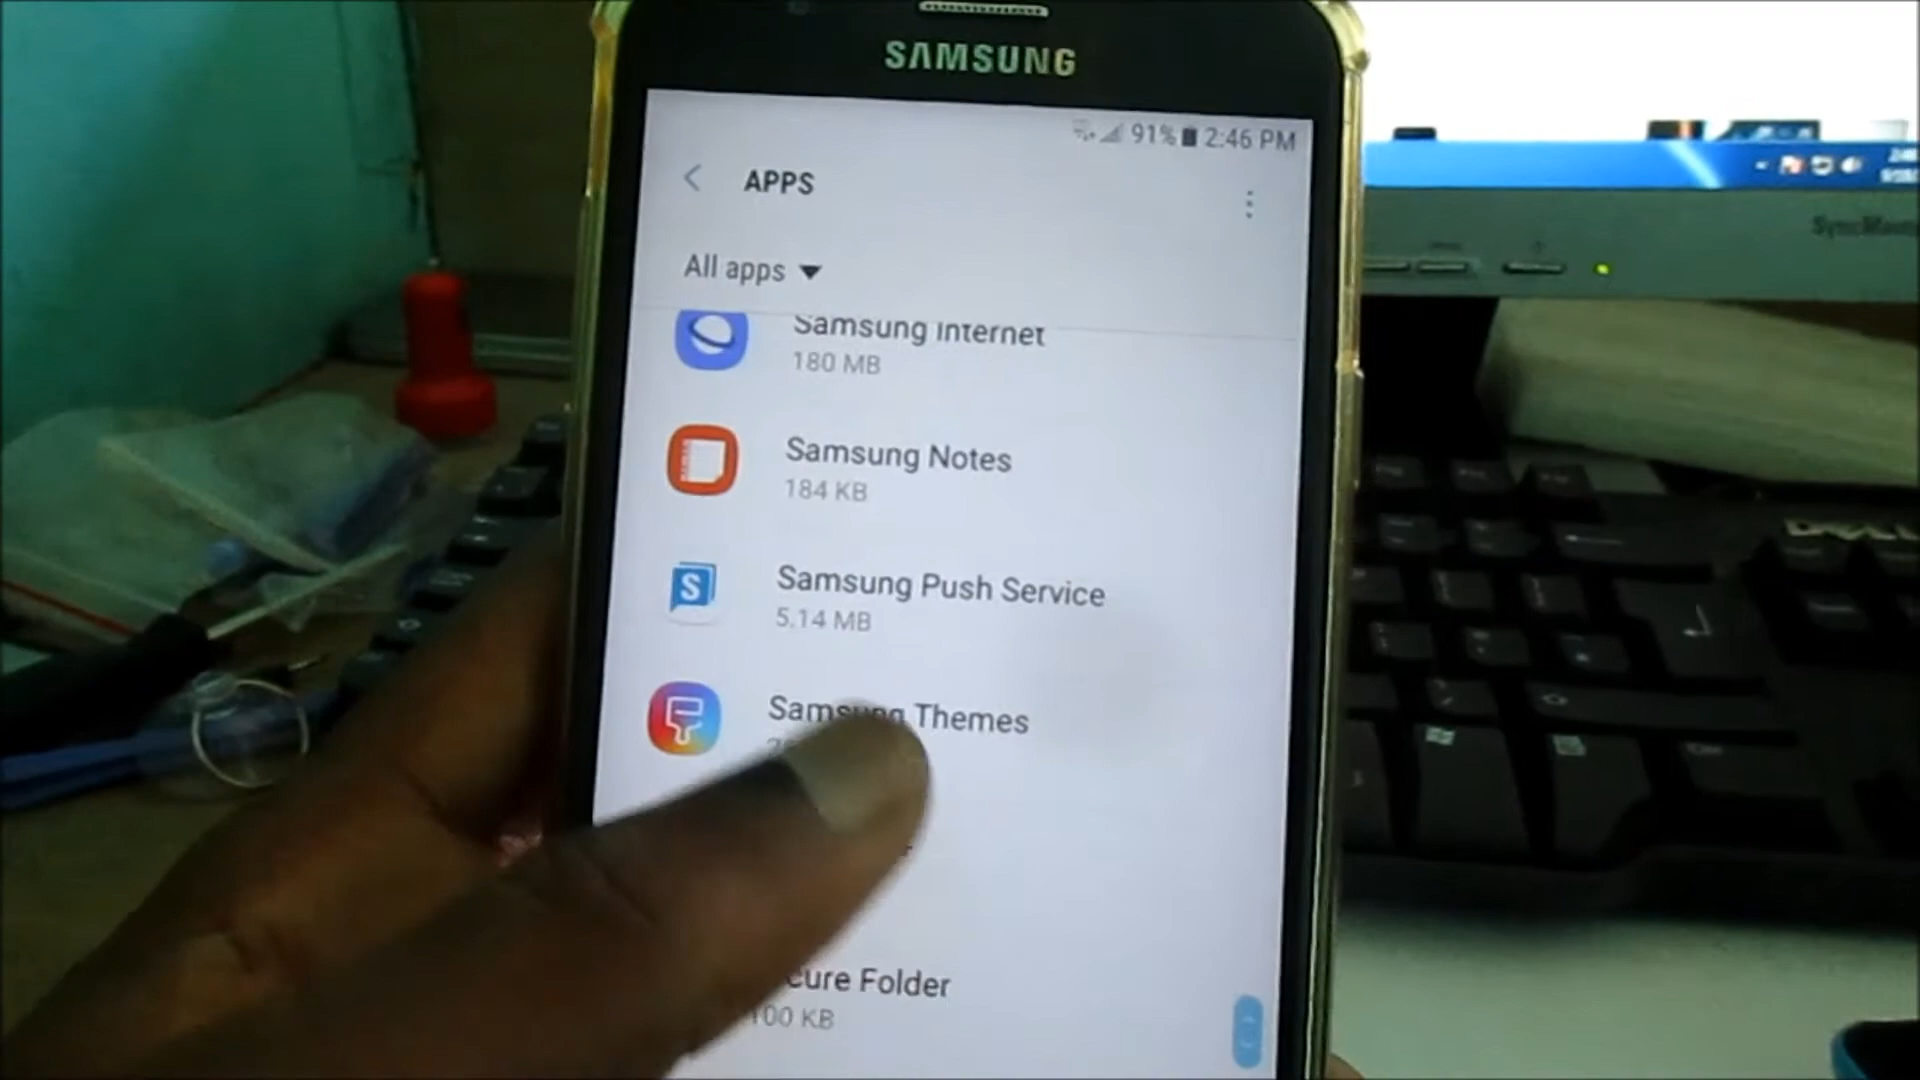 SAMSUNG
91% 2:46 PM
APPS
All apps
Samsung Internet
180 MB
Samsung Notes
184 KB
Samsung Push Service
5.14 MB
Samsung Themes
cure Folder
100 KB
DELL